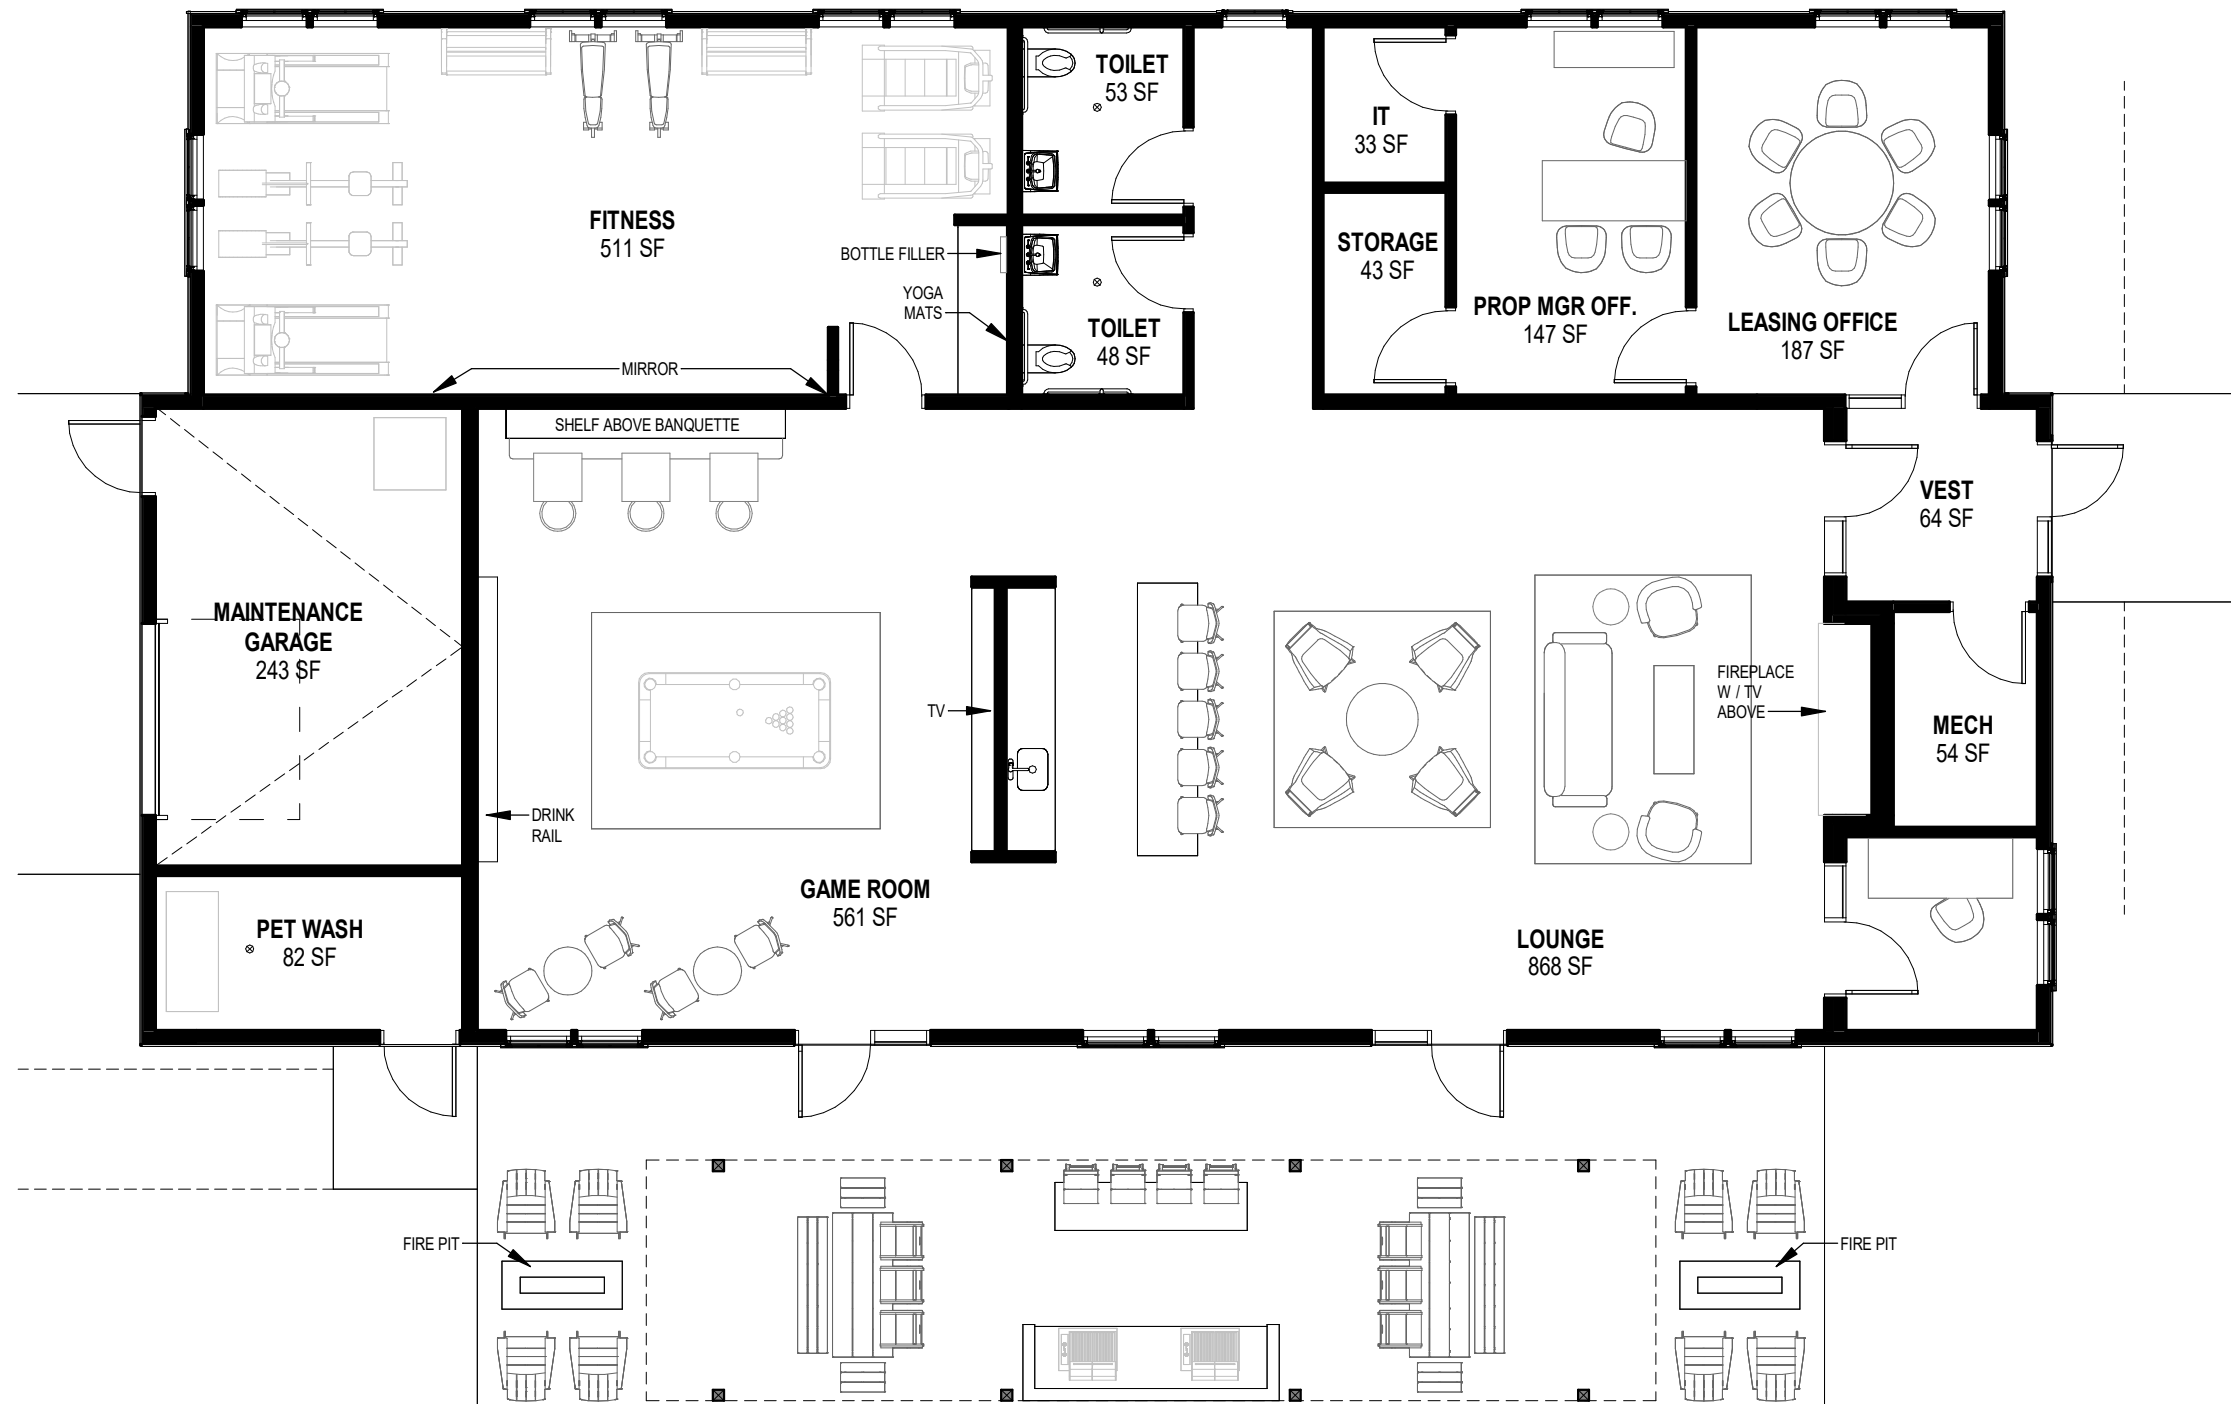 TOILET
53 SF
IT
33 SF
FITNESS
511 SF
BOTTLE FILLER
YOGA
MATS
TOILET
48 SF
STORAGE
43 SF
PROP MGR OFF.
147 SF
LEASING OFFICE
187 SF
MIRROR
SHELF ABOVE BANQUETTE
VEST
64 SF
MAINTENANCE
GARAGE
243 SF
TV
FIREPLACE
W / TV
ABOVE
MECH
54 SF
DRINK
RAIL
GAME ROOM
561 SF
PET WASH
82 SF
LOUNGE
868 SF
FIRE PIT
FIRE PIT